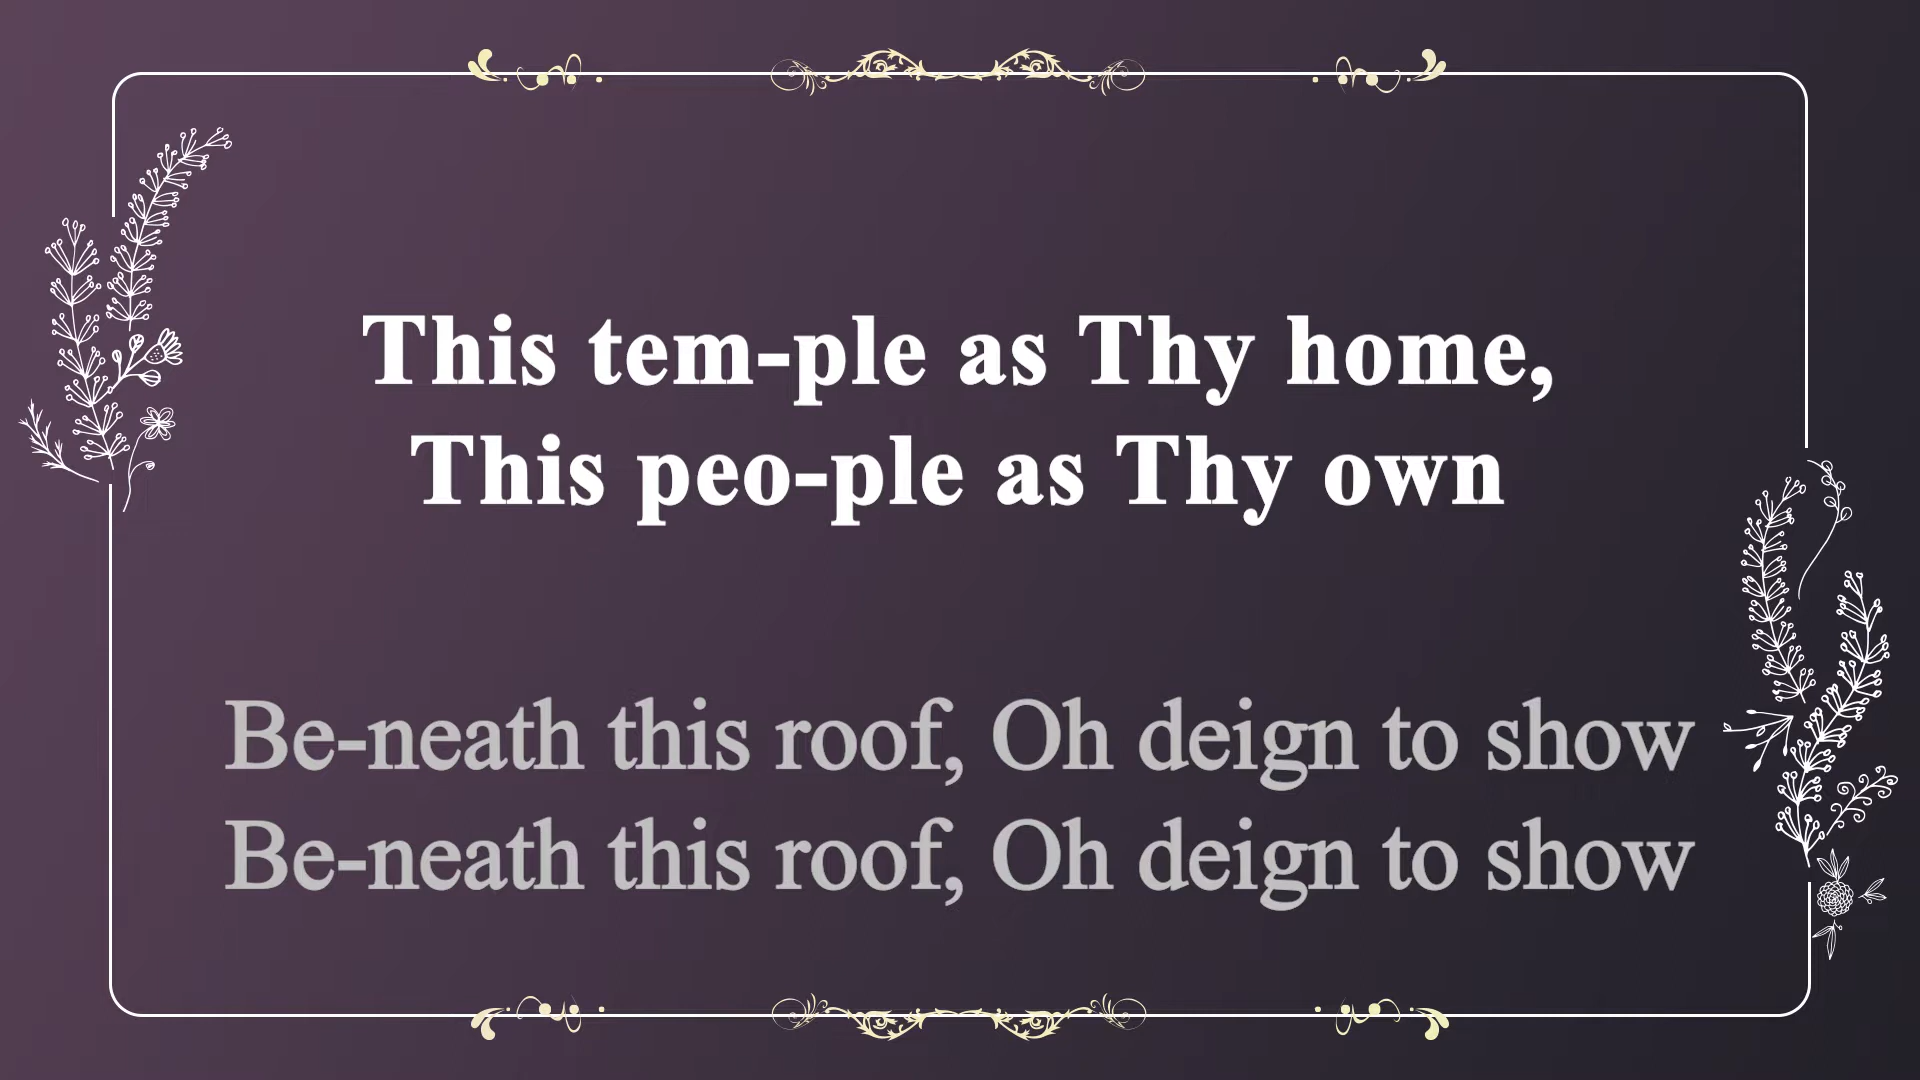 This tem-ple as Thy home,
This peo-ple as Thy own
Be-neath this roof, Oh deign to show
Be-neath this roof, Oh deign to show